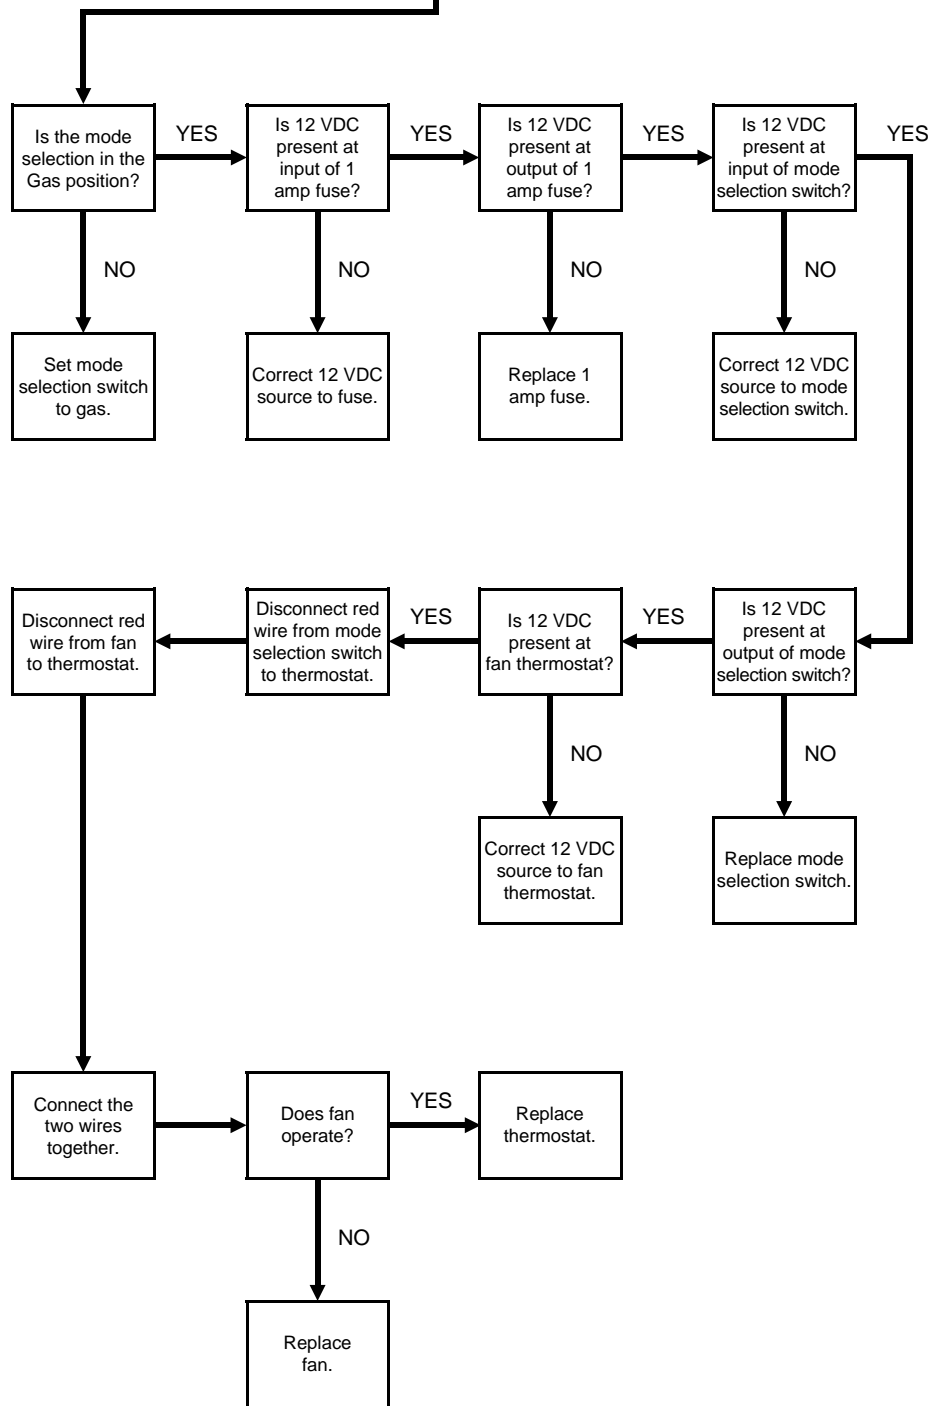 Is the mode
selection in the
Gas position?
YES
Is 12 VDC
present at
input of 1
amp fuse?
YES
Is 12 VDC
present at
output of 1
amp fuse?
YES
Is 12 VDC
present at
input of mode
selection switch?
YES
NO
NO
NO
NO
Set mode
selection switch
to gas.
Correct 12 VDC
source to fuse.
Replace 1
amp fuse.
Correct 12 VDC
source to mode
selection switch.
Disconnect red
wire from fan
to thermostat.
Disconnect red
wire from mode
selection switch
to thermostat.
YES
Is 12 VDC
present at
fan thermostat?
YES
Is 12 VDC
present at
output of mode
selection switch?
NO
NO
Correct 12 VDC
source to fan
thermostat.
Replace mode
selection switch.
Connect the
two wires
together.
Does fan
operate?
YES
Replace
thermostat.
NO
Replace
fan.